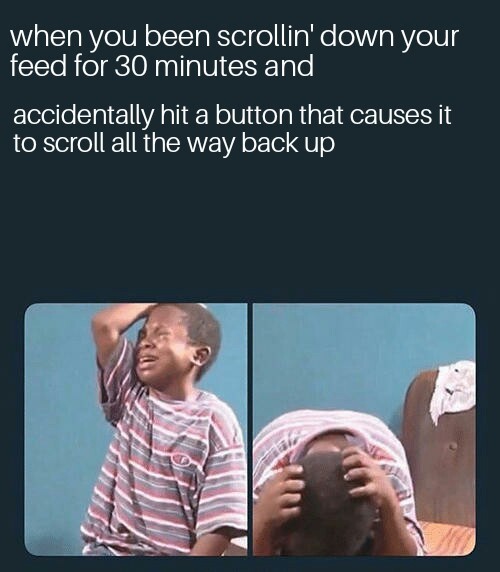 when you been scrollin' down your
feed for 30 minutes and
accidentally hit a button that causes it
to scroll all the way back up